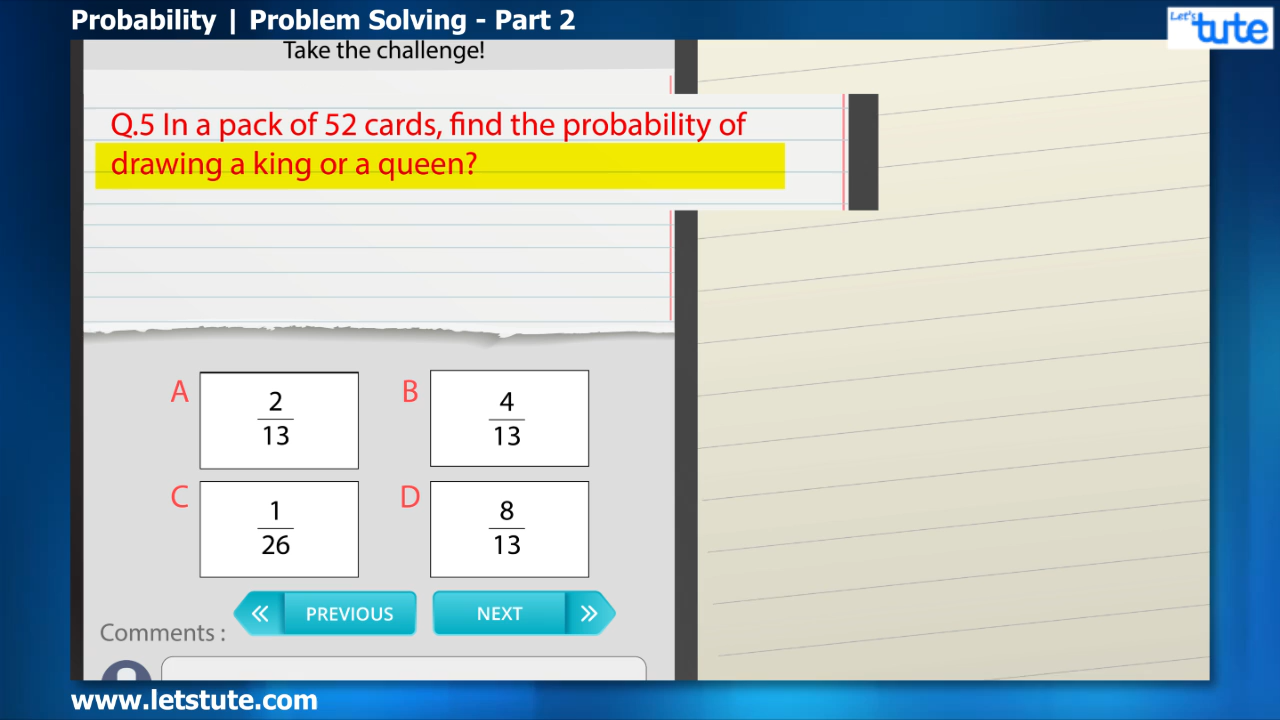 Probability | Problem Solving - Part 2
Let's tute
Take the challenge!
Q.5 In a pack of 52 cards, find the probability of
drawing a king or a queen?
A
2
13
B
4
13
C
1
26
D
8
13
« PREVIOUS
NEXT »
Comments :
www.letstute.com